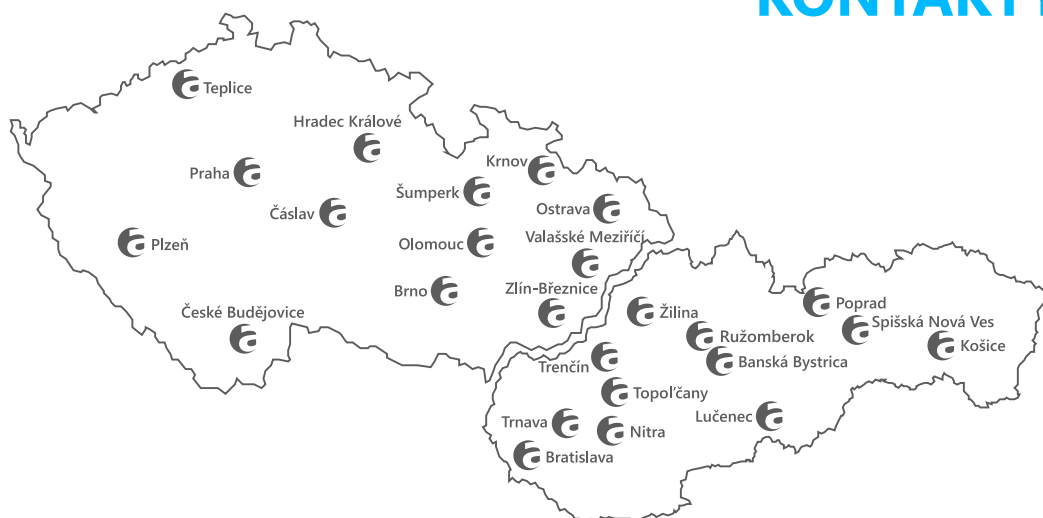 KONTAKTY
Teplice
Hradec Králové
Praha
Krnov
Šumperk
Čáslav
Ostrava
Valašské Meziříčí
Plzeň
Olomouc
Brno
Zlín-Březnice
České Budějovice
Žilina
Poprad
Spišská Nová Ves
Ružomberok
Košice
Trenčín
Banská Bystrica
Topoľčany
Lučenec
Trnava
Nitra
Bratislava